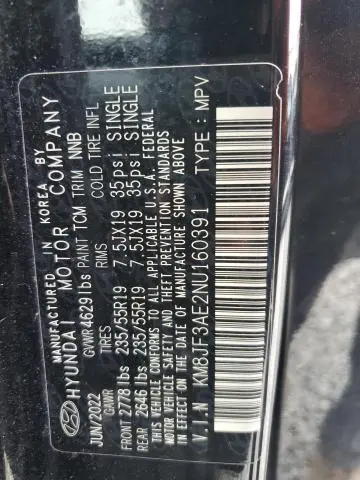 MANUFACTURED IN KOREA BY
HYUNDAI MOTOR COMPANY
JUN/2022 GVWR 4629 lbs PAINT TCM TRIM NNB
GAWR TIRES RIMS COLD TIRE INFL
FRONT 2778 lbs 235/55R19 7.5JX19 35psi SINGLE
REAR 2646 lbs 235/55R19 7.5JX19 35psi SINGLE
THIS VEHICLE CONFORMS TO ALL APPLICABLE U.S.A. FEDERAL
MOTOR VEHICLE SAFETY, BUMPER, AND THEFT PREVENTION STANDARDS
IN EFFECT ON THE DATE OF MANUFACTURE SHOWN ABOVE
V.I.N : KM8JF3AE2NU160391 TYPE : MPV